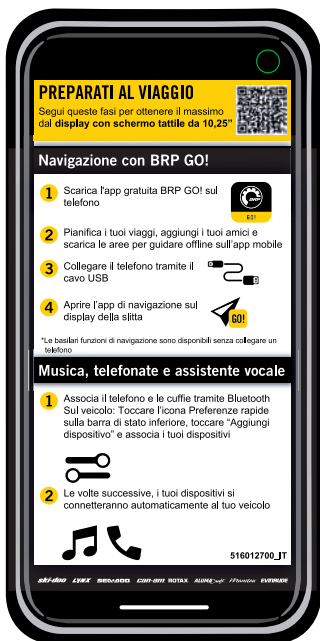 PREPARATI AL VIAGGIO
Segui queste fasi per ottenere il massimo
dal display con schermo tattile da 10,25"
Navigazione con BRP GO!
1 Scarica l'app gratuita BRP GO! sul
telefono
BRP
GO!
2 Pianifica i tuoi viaggi, aggiungi i tuoi amici e
scarica le aree per guidare offline sull'app mobile
3 Collegare il telefono tramite il
cavo USB
4 Aprire l'app di navigazione sul
display della slitta
GO!
*Le basilari funzioni di navigazione sono disponibili senza collegare un
telefono
Musica, telefonate e assistente vocale
1 Associa il telefono e le cuffie tramite Bluetooth
Sul veicolo: Toccare l'icona Preferenze rapide
sulla barra di stato inferiore, toccare “Aggiungi
dispositivo” e associa i tuoi dispositivi
2 Le volte successive, i tuoi dispositivi si
connetteranno automaticamente al tuo veicolo
516012700_IT
ski-doo LYNX SEA-DOO can-am ROTAX ALUMACRAFT Manitou EVINRUDE